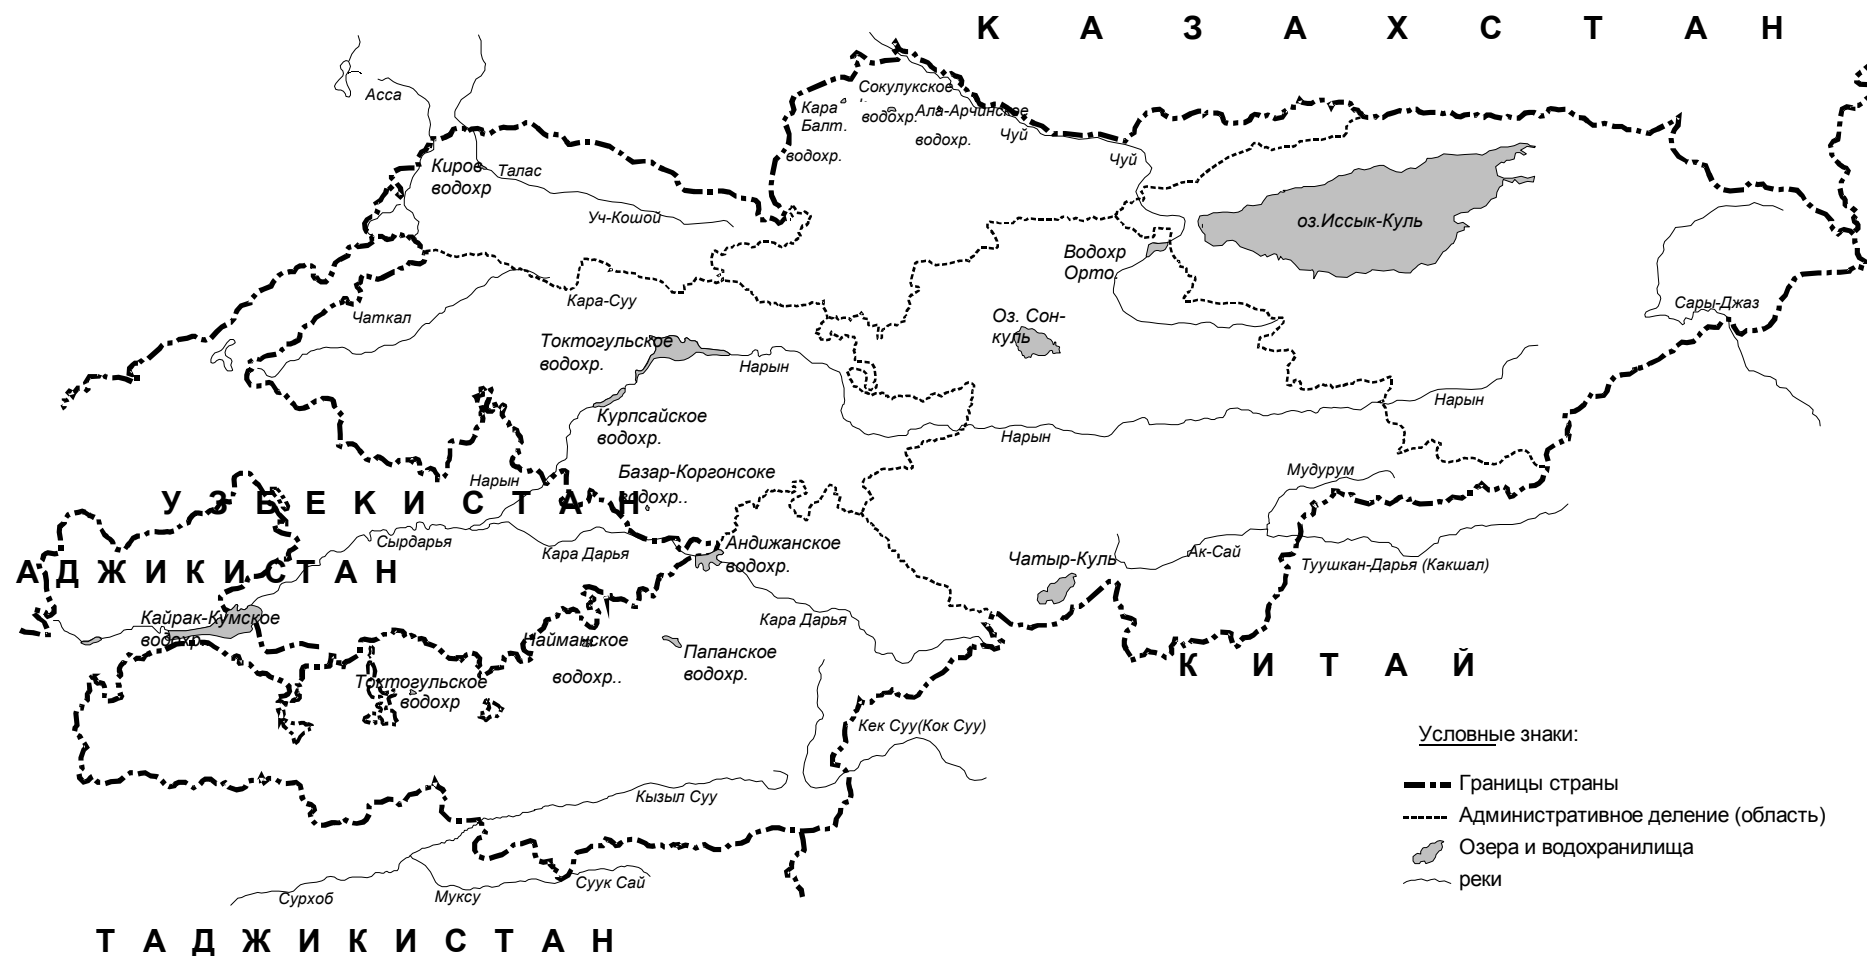 К А З А Х С Т А Н
Асса
Сокулукское
водохр.
Кара
Балт.
водохр.
Ала-Арчинское
водохр.
Чуй
Чуй
Киров
водохр
Талас
Уч-Кошой
оз.Иссык-Куль
Водохр
Орто.
Кара-Суу
Чаткал
Сары-Джаз
Оз. Сон-
куль
Токтогульское
водохр.
Нарын
Курпсайское
водохр.
Нарын
Нарын
Базар-Коргонсоке
водохр..
Нарын
Мудурум
У З Б Е К И С Т А Н
Сырдарья
Кара Дарья
Андижанское
водохр.
Чатыр-Куль
Ак-Сай
Туушкан-Дарья (Какшал)
А Д Ж И К И С Т А Н
Кайрак-Кумское
водохр.
Кара Дарья
Найманское
водохр..
Папанское
водохр.
К И Т А Й
Токтогульское
водохр
Кек Суу(Кок Суу)
Кызыл Суу
Сурхоб
Муксу
Суук Сай
Т А Д Ж И К И С Т А Н
Условные знаки:
Границы страны
Административное деление (область)
Озера и водохранилища
реки